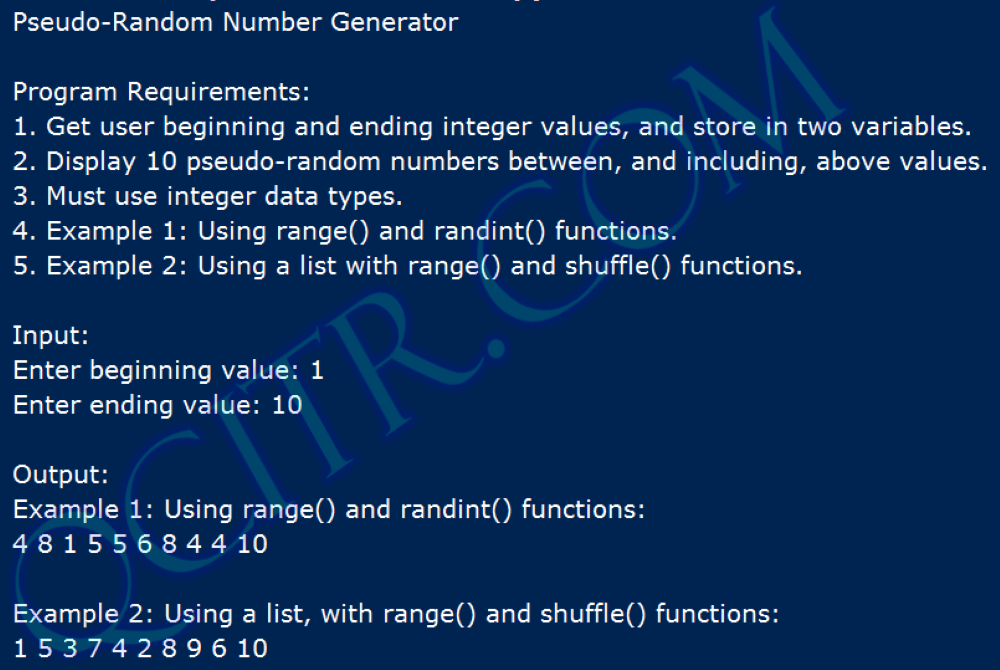 Pseudo-Random Number Generator
Program Requirements:
1. Get user beginning and ending integer values, and store in two variables.
2. Display 10 pseudo-random numbers between, and including, above values.
3. Must use integer data types.
4. Example 1: Using range() and randint() functions.
5. Example 2: Using a list with range() and shuffle() functions.
Input:
Enter beginning value: 1
Enter ending value: 10
Output:
Example 1: Using range() and randint() functions:
4 8 1 5 5 6 8 4 4 10
Example 2: Using a list, with range() and shuffle() functions:
1 5 3 7 4 2 8 9 6 10
QCITR.COM